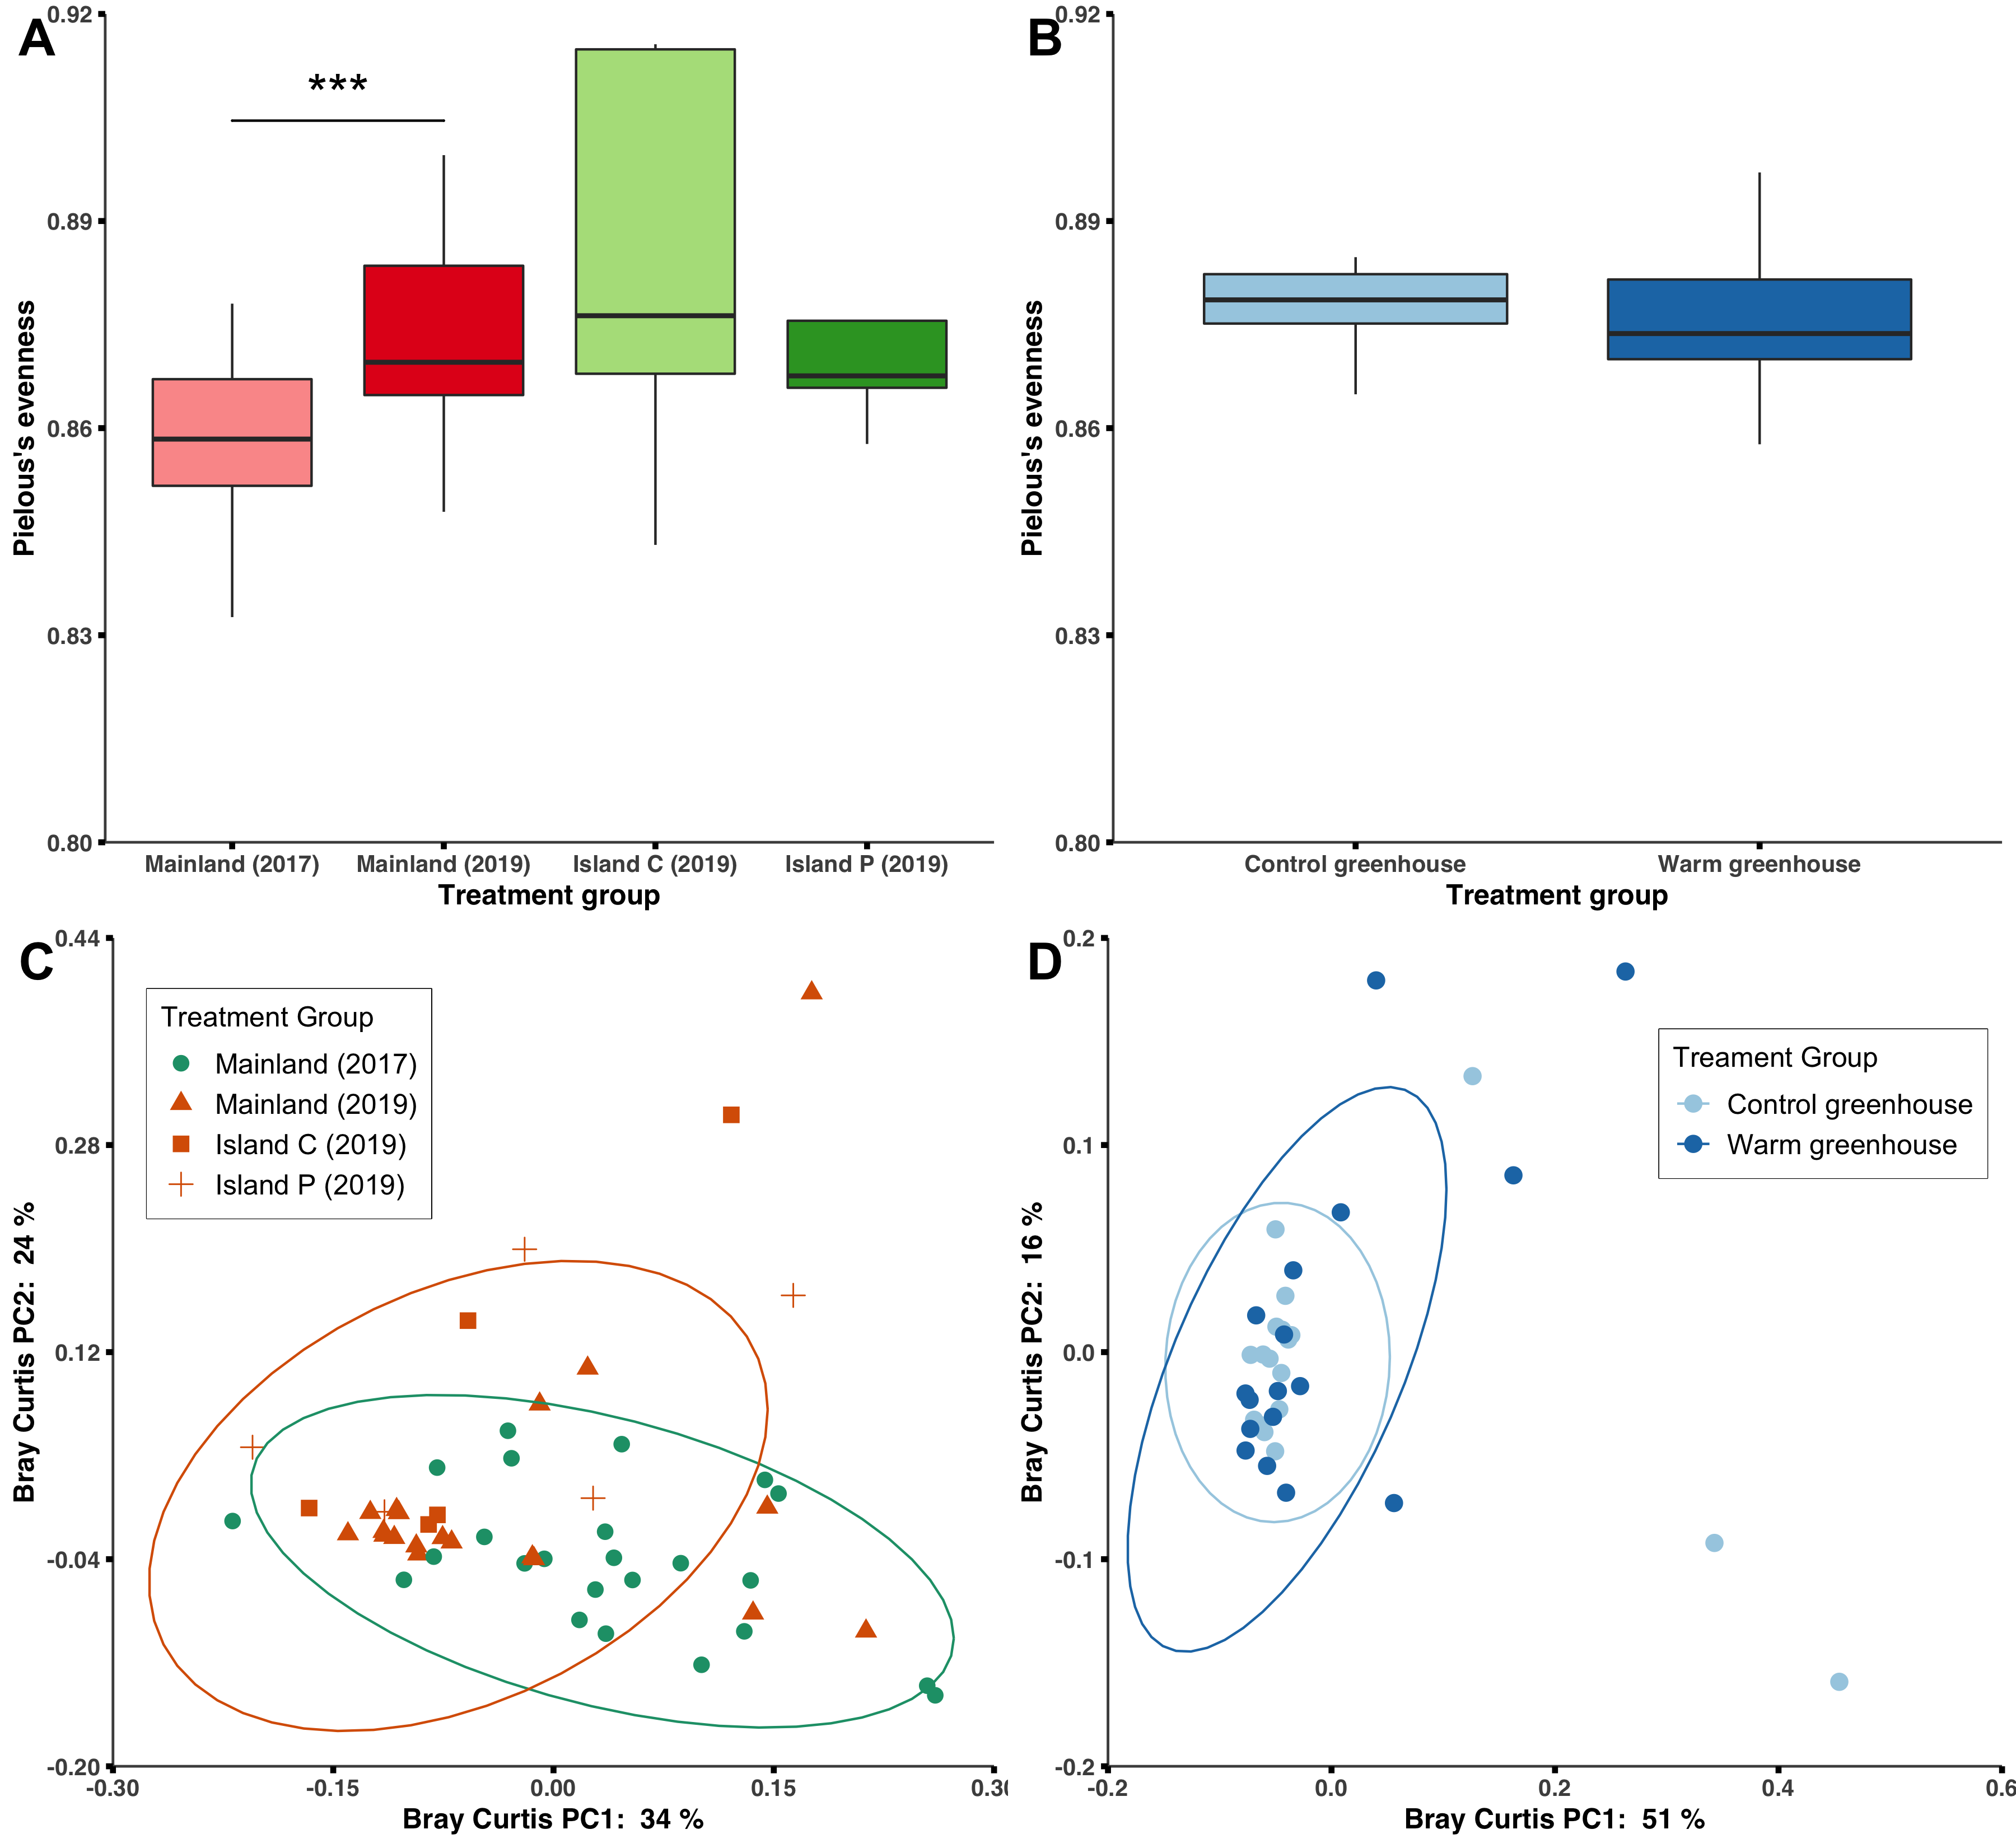 A
0.92
0.89
0.86
0.83
0.80
Pielous's evenness
***
Mainland (2017) Mainland (2019) Island C (2019) Island P (2019)
Treatment group
B
0.92
0.89
0.86
0.83
0.80
Pielous's evenness
Control greenhouse Warm greenhouse
Treatment group
C
0.44
0.28
0.12
-0.04
-0.20
Bray Curtis PC2: 24 %
Treatment Group
Mainland (2017)
Mainland (2019)
Island C (2019)
Island P (2019)
-0.30 -0.15 0.00 0.15 0.30
Bray Curtis PC1: 34 %
D
0.2
0.1
0.0
-0.1
-0.2
Bray Curtis PC2: 16 %
Treament Group
Control greenhouse
Warm greenhouse
-0.2 0.0 0.2 0.4 0.6
Bray Curtis PC1: 51 %